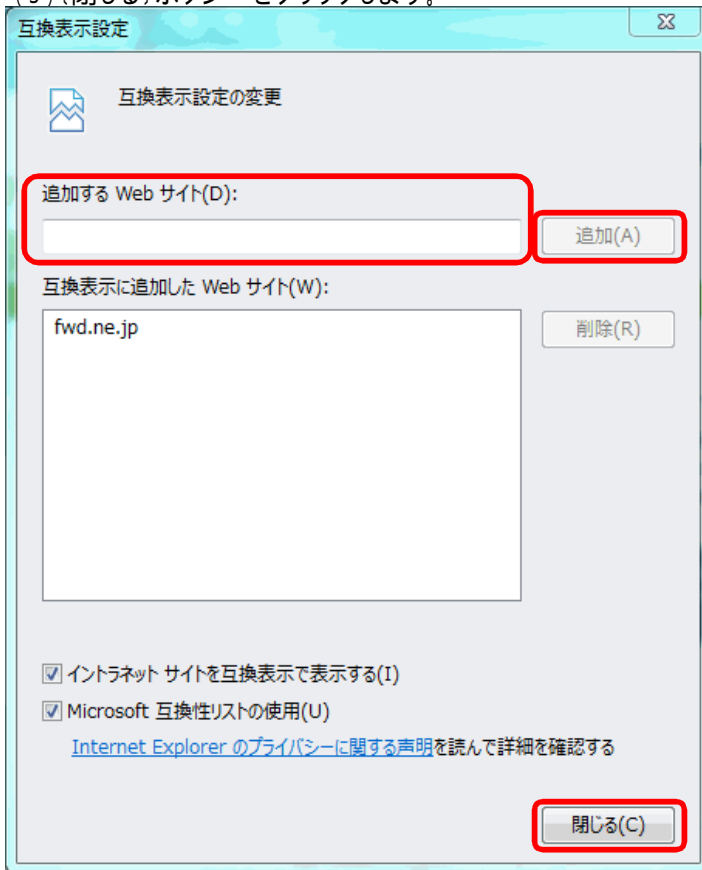 互換表示設定
互換表示設定の変更
追加する Web サイト(D):
追加(A)
互換表示に追加した Web サイト(W):
fwd.ne.jp
削除(R)
イントラネット サイトを互換表示で表示する(I)
Microsoft 互換性リストの使用(U)
Internet Explorer のプライバシーに関する声明を読んで詳細を確認する
閉じる(C)